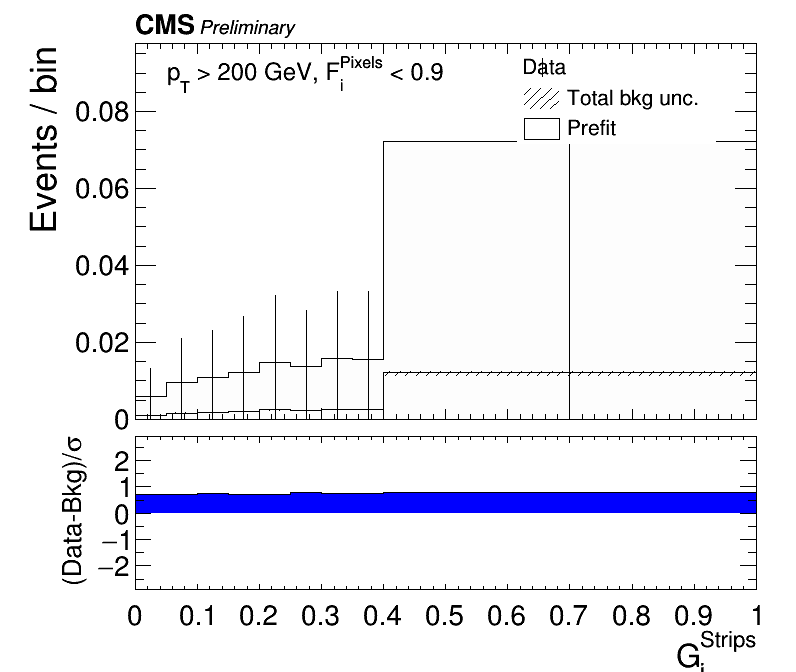 CMS Preliminary
p_T > 200 GeV, F_i^Pixels < 0.9
Data
Total bkg unc.
Prefit
Events / bin
0.08
0.06
0.04
0.02
0
(Data-Bkg)/σ
2
1
0
−1
−2
0 0.1 0.2 0.3 0.4 0.5 0.6 0.7 0.8 0.9 1
G_i^Strips